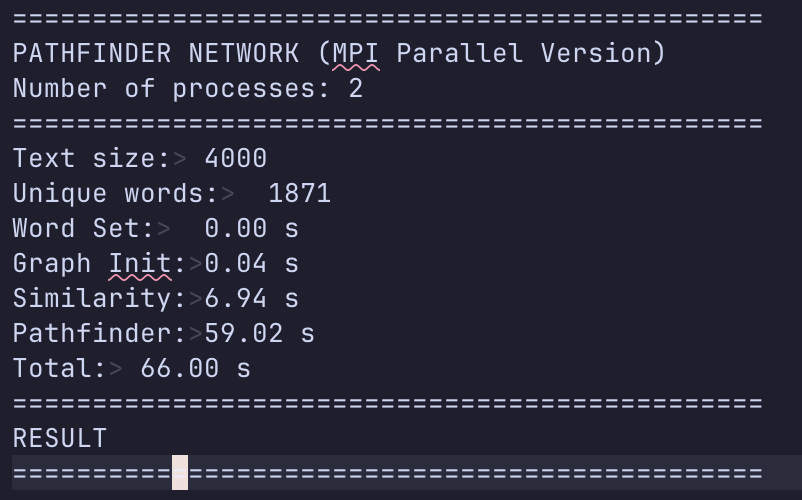 ===============================================
PATHFINDER NETWORK (MPI Parallel Version)
Number of processes: 2
===============================================
Text size:> 4000
Unique words:>  1871
Word Set:>  0.00 s
Graph Init:>0.04 s
Similarity:>6.94 s
Pathfinder:>59.02 s
Total:> 66.00 s
===============================================
RESULT
===============================================